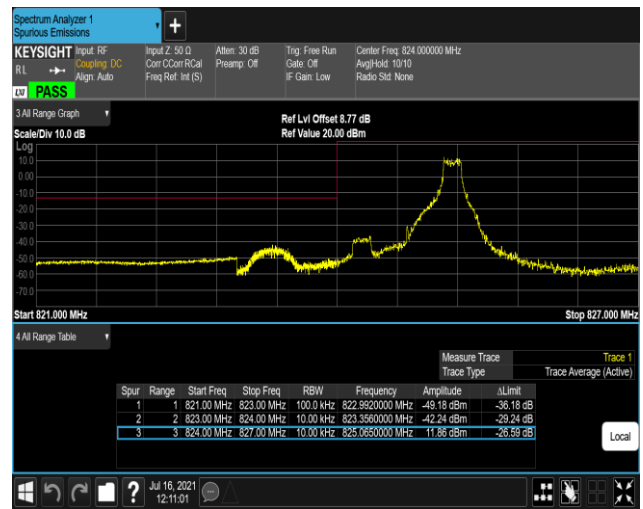 Spectrum Analyzer 1
Spurious Emissions
+
KEYSIGHT Input: RF Input Z: 50 Ω Atten: 30 dB Trig: Free Run Center Freq: 824.000000 MHz
RL Coupling: DC Corr CCorr RCal Preamp: Off Gate: Off Avg|Hold: 10/10
Align: Auto Freq Ref: Int (S) IF Gain: Low Radio Std: None
LXI PASS
3 All Range Graph
Ref Lvl Offset 8.77 dB
Scale/Div 10.0 dB Ref Value 20.00 dBm
Log
10.0
0.00
-10.0
-20.0
-30.0
-40.0
-50.0
-60.0
-70.0
Start 821.000 MHz Stop 827.000 MHz
4 All Range Table
Measure Trace Trace 1
Trace Type Trace Average (Active)
Spur Range Start Freq Stop Freq RBW Frequency Amplitude ΔLimit
1 1 821.00 MHz 823.00 MHz 100.0 kHz 822.9920000 MHz -49.18 dBm -36.18 dB
2 2 823.00 MHz 824.00 MHz 10.00 kHz 823.3560000 MHz -42.24 dBm -29.24 dB
3 3 824.00 MHz 827.00 MHz 10.00 kHz 825.0650000 MHz 11.86 dBm -26.59 dB
Local
? Jul 16, 2021
12:11:01